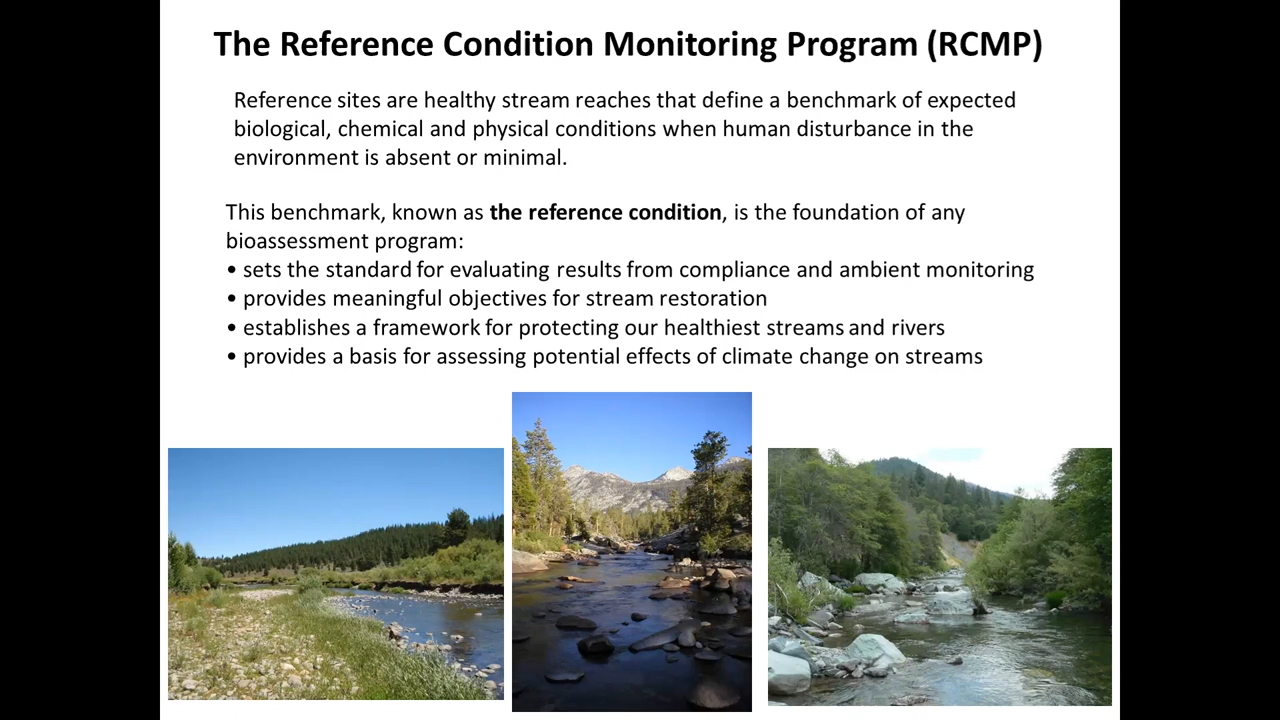 The Reference Condition Monitoring Program (RCMP)
Reference sites are healthy stream reaches that define a benchmark of expected
biological, chemical and physical conditions when human disturbance in the
environment is absent or minimal.
This benchmark, known as the reference condition, is the foundation of any
bioassessment program:
• sets the standard for evaluating results from compliance and ambient monitoring
• provides meaningful objectives for stream restoration
• establishes a framework for protecting our healthiest streams and rivers
• provides a basis for assessing potential effects of climate change on streams